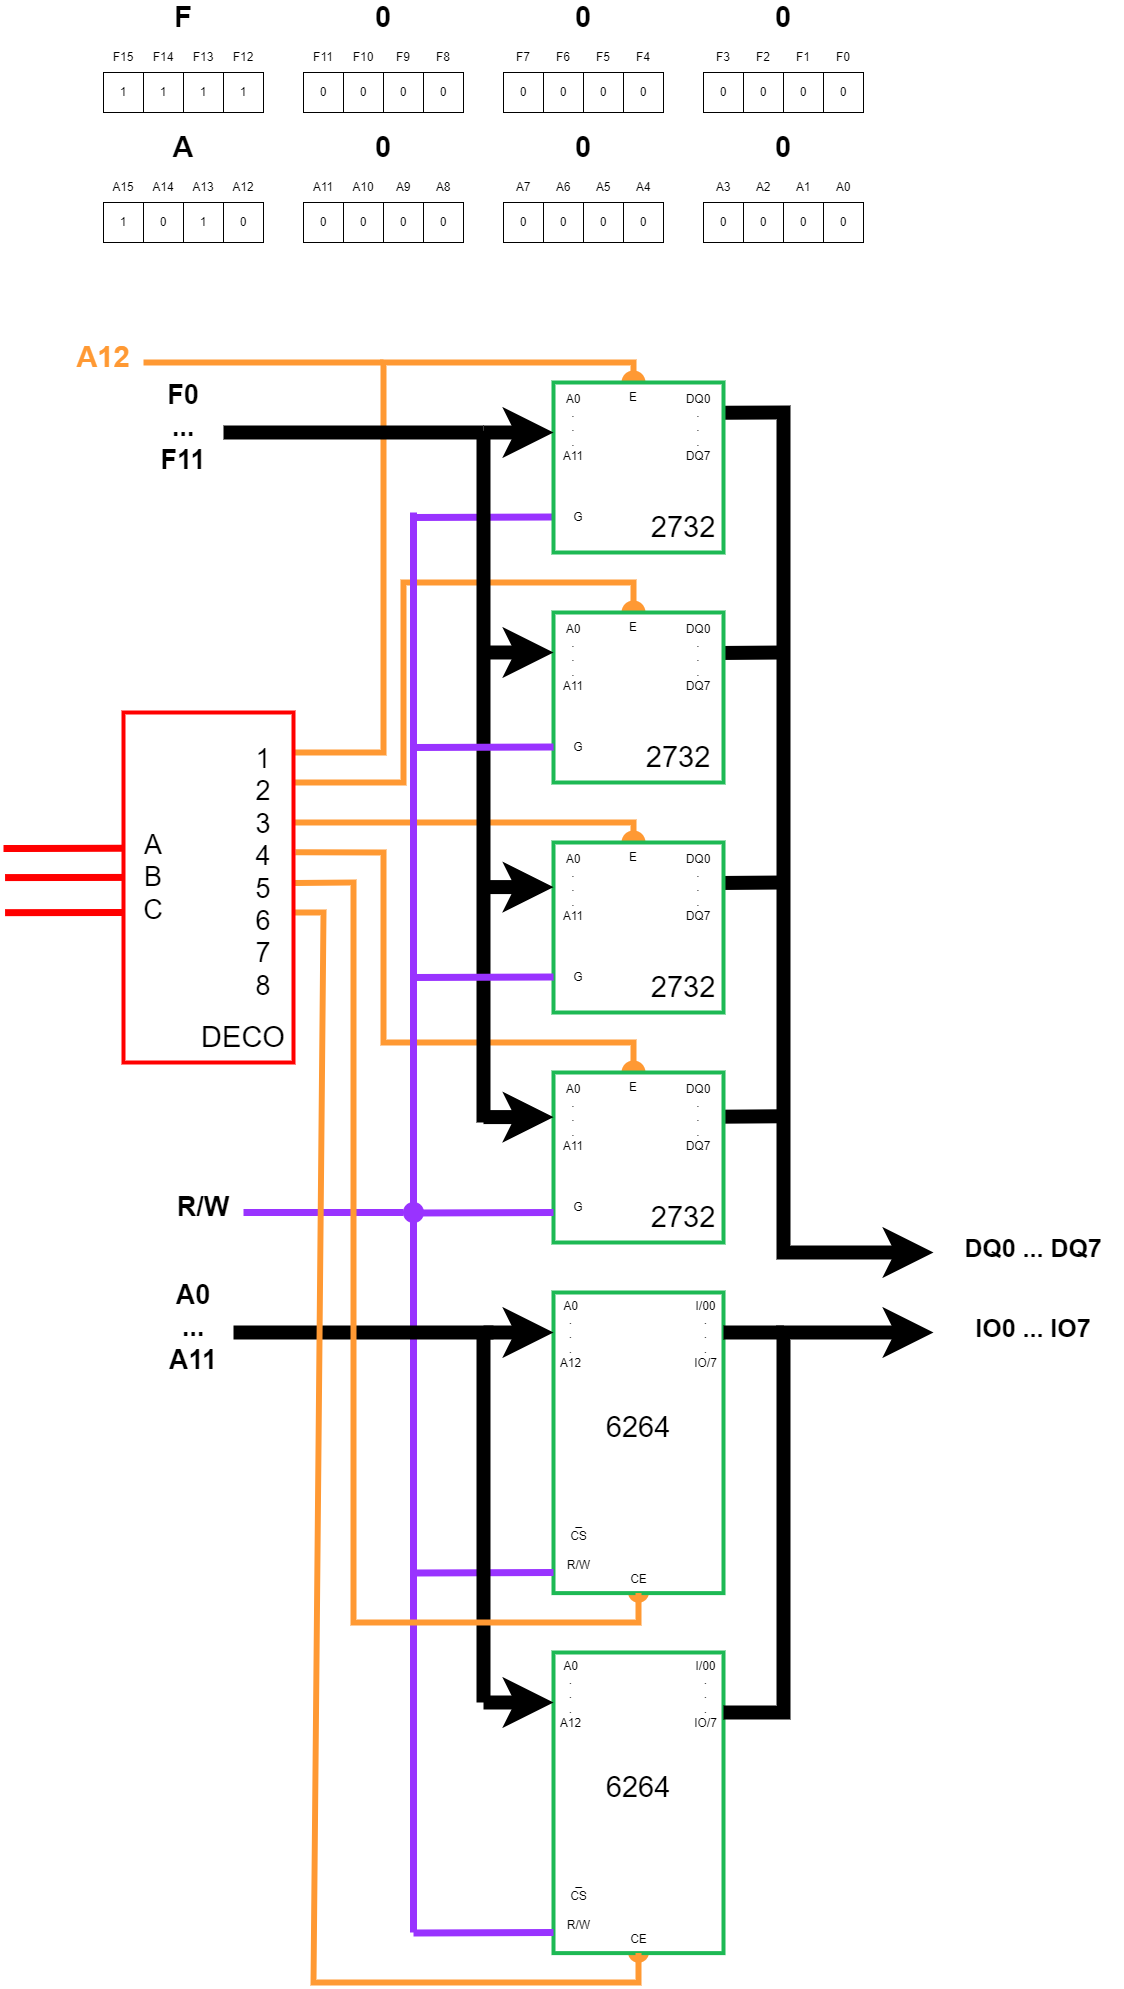 F 0 0 0
F15 F14 F13 F12 F11 F10 F9 F8 F7 F6 F5 F4 F3 F2 F1 F0
1 1 1 1 0 0 0 0 0 0 0 0 0 0 0 0
A 0 0 0
A15 A14 A13 A12 A11 A10 A9 A8 A7 A6 A5 A4 A3 A2 A1 A0
1 0 1 0 0 0 0 0 0 0 0 0 0 0 0 0
A12
F0
...
F11
A0 E DQ0
.
.
.
A11 DQ7
G
2732
A0 E DQ0
.
.
.
A11 DQ7
G
2732
1
2
3
4
5
6
7
8
A
B
C
DECO
A0 E DQ0
.
.
.
A11 DQ7
G
2732
A0 E DQ0
.
.
.
A11 DQ7
G
2732
R/W
DQ0 ... DQ7
A0
...
A11
IO0 ... IO7
A0 I/00
.
.
.
A12 IO/7
6264
C̅S
R/W
CE
A0 I/00
.
.
.
A12 IO/7
6264
C̅S
R/W
CE